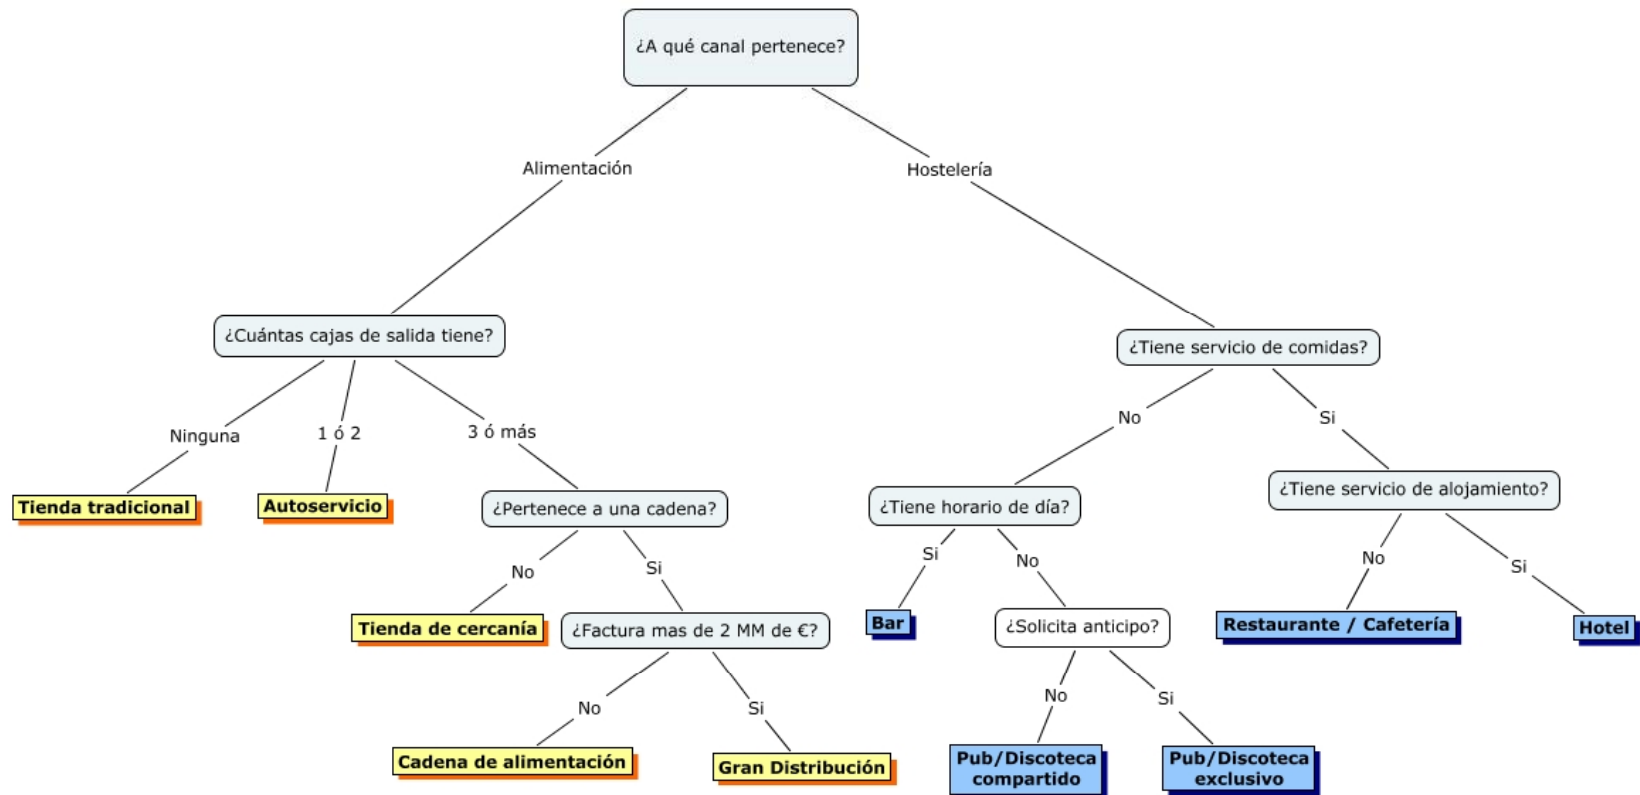 ¿A qué canal pertenece?
Alimentación
Hostelería
¿Cuántas cajas de salida tiene?
¿Tiene servicio de comidas?
Ninguna
1 ó 2
3 ó más
No
Si
Tienda tradicional
Autoservicio
¿Pertenece a una cadena?
¿Tiene horario de día?
¿Tiene servicio de alojamiento?
No
Si
Si
No
No
Si
Tienda de cercanía
¿Factura mas de 2 MM de €?
Bar
¿Solicita anticipo?
Restaurante / Cafetería
Hotel
No
Si
No
Si
Cadena de alimentación
Gran Distribución
Pub/Discoteca
compartido
Pub/Discoteca
exclusivo